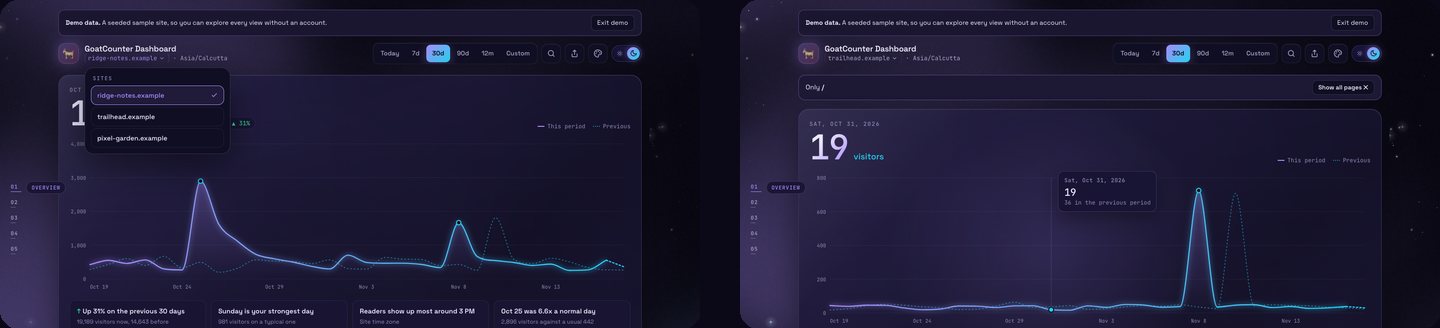 Demo data. A seeded sample site, so you can explore every view without an account.
Exit demo
GoatCounter Dashboard
ridge-notes.example · Asia/Calcutta
Today 7d 30d 90d 12m Custom
SITES
ridge-notes.example
trailhead.example
pixel-garden.example
OCT
1
▲ 31%
This period Previous
4,000
3,000
2,000
1,000
0
Oct 19 Oct 24 Oct 29 Nov 3 Nov 8 Nov 13
01 OVERVIEW
02
03
04
05
↑ Up 31% on the previous 30 days
19,189 visitors now, 14,643 before
Sunday is your strongest day
981 visitors on a typical one
Readers show up most around 3 PM
Site time zone
Oct 25 was 6.6x a normal day
2,896 visitors against a usual 442
Demo data. A seeded sample site, so you can explore every view without an account.
Exit demo
GoatCounter Dashboard
trailhead.example · Asia/Calcutta
Today 7d 30d 90d 12m Custom
Only /
Show all pages ✕
SAT, OCT 31, 2026
19 visitors
This period Previous
Sat, Oct 31, 2026
19
36 in the previous period
800
600
400
200
0
Oct 19 Oct 24 Oct 29 Nov 3 Nov 8 Nov 13
01 OVERVIEW
02
03
04
05